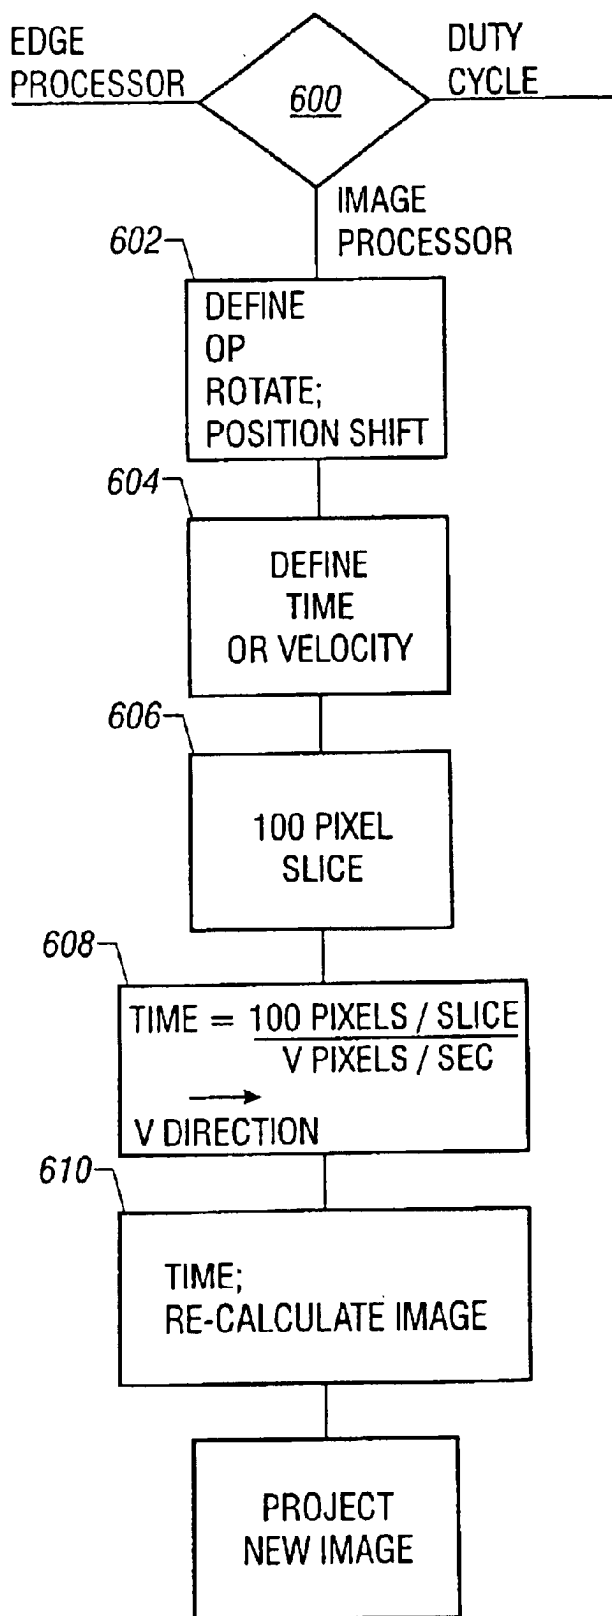 EDGE
PROCESSOR
DUTY
CYCLE
600
IMAGE
PROCESSOR
602
DEFINE
OP
ROTATE;
POSITION SHIFT
604
DEFINE
TIME
OR VELOCITY
606
100 PIXEL
SLICE
608
TIME = 100 PIXELS / SLICE
V PIXELS / SEC
V DIRECTION
610
TIME;
RE-CALCULATE IMAGE
PROJECT
NEW IMAGE